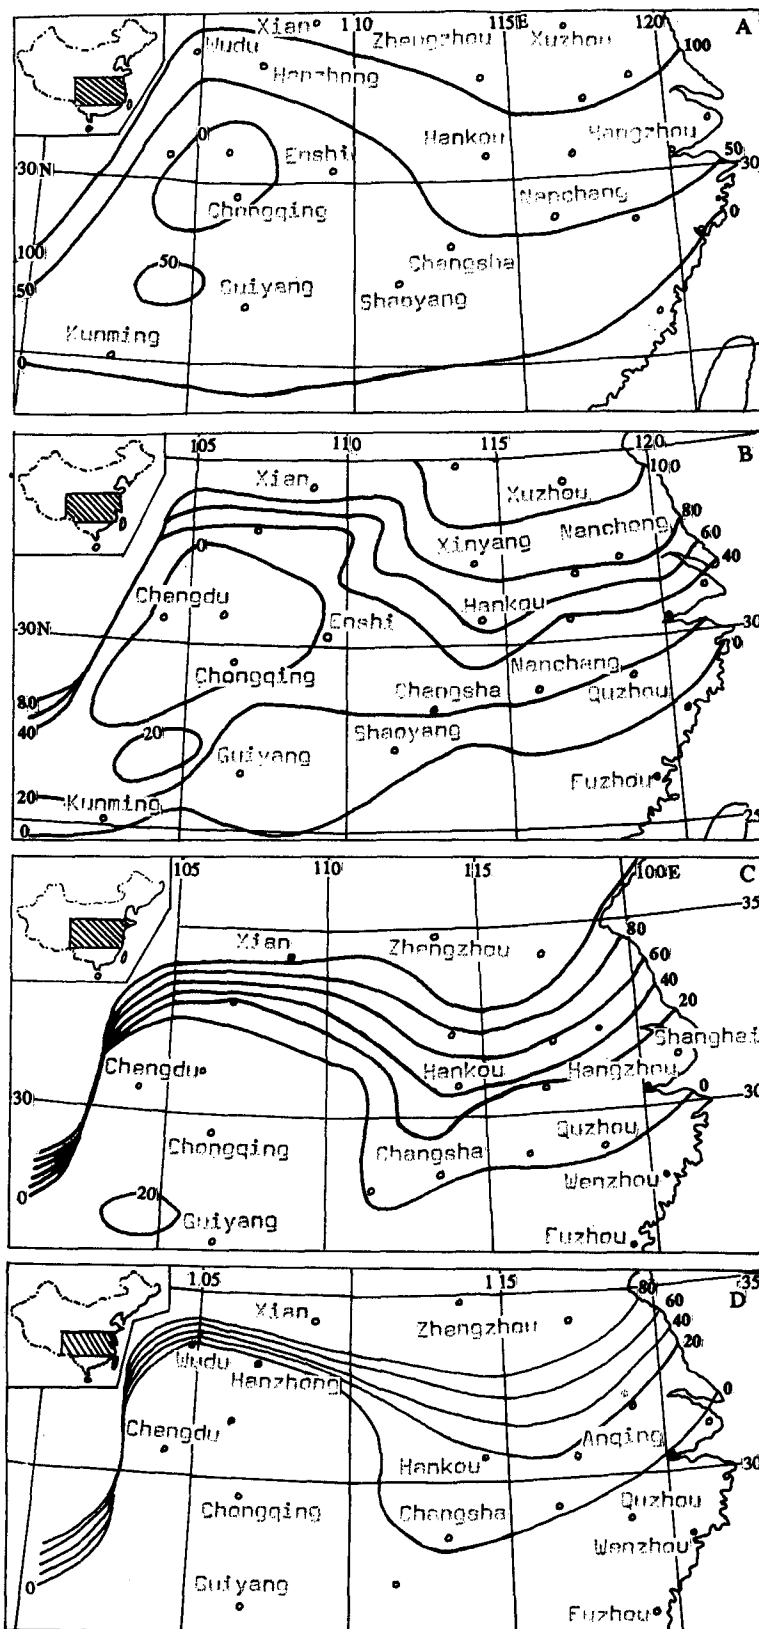 110 115E 120 A
Xian Wudu Hanzhong Zhengzhou Xuzhou 100
0 Enshi Hankou Hangzhou 50
30N 30
Chongqing Nanchang 0
50 Changsha
100 Guiyang Shaoyang
50
Kunming
0
105 110 115 120 B
Xian Xuzhou 100
Xinyang Nanchong 80
0 60
Chengdu Hankou 40
30N Enshi 30
Chongqing Nanchang 0
80 Changsha Quzhou
40 20 Guiyang Shaoyang
20 Kunming Fuzhou
0 25
105 110 115 100E C
35
Xian Zhengzhou 80
60
40
20
Shanghai
Chengdu Hankou Hangzhou 0
30 30
Chongqing Changsha Quzhou
0 Wenzhou
20 Guiyang Fuzhou
1.05 115 80 35
Xian Zhengzhou 60 D
40
Wudu 20
Hanzhong 0
Chengdu Anqing
30 Hankou 30
Chongqing Changsha Quzhou
Wenzhou
0 Guiyang Fuzhou